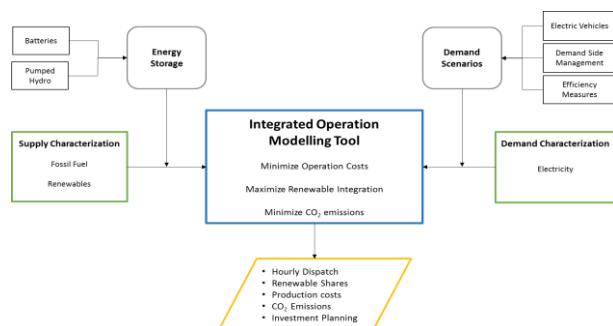 Batteries
Pumped
Hydro
Energy
Storage
Demand
Scenarios
Electric Vehicles
Demand Side
Management
Efficiency
Measures
Supply Characterization
Fossil Fuel
Renewables
Integrated Operation
Modelling Tool
Minimize Operation Costs
Maximize Renewable Integration
Minimize CO₂ emissions
Demand Characterization
Electricity
• Hourly Dispatch
• Renewable Shares
• Production costs
• CO₂ Emissions
• Investment Planning